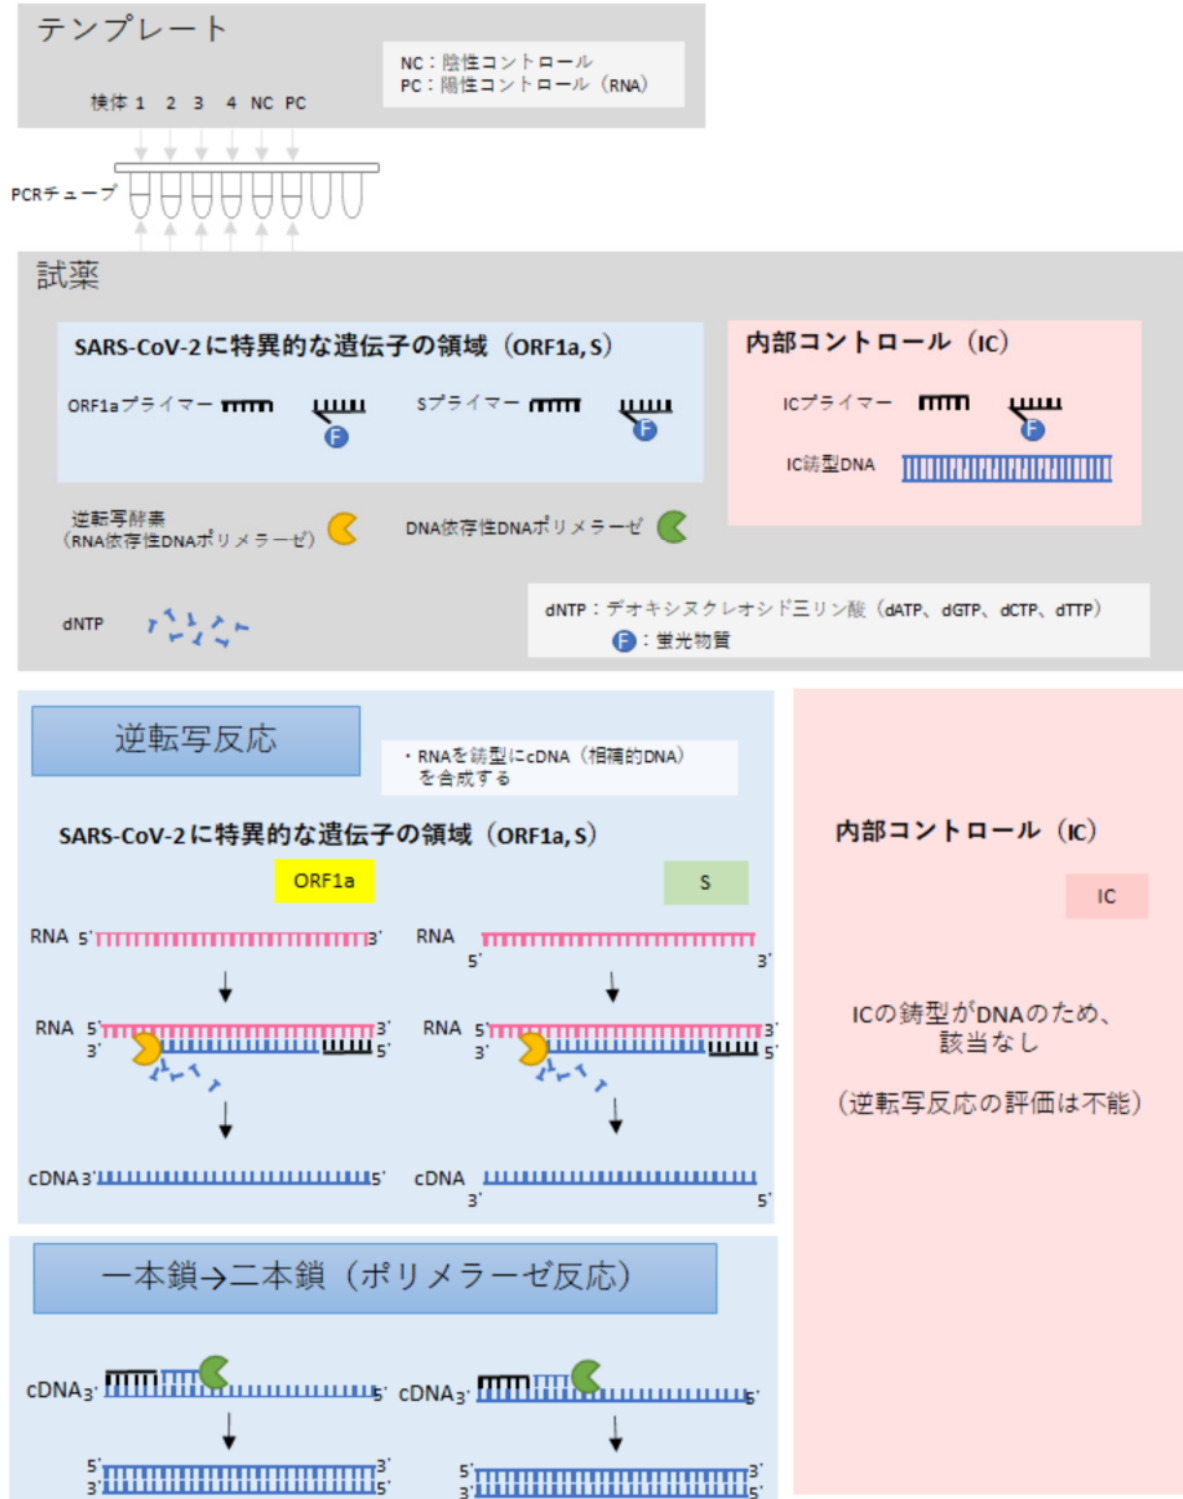 テンプレート
NC：陰性コントロール
PC：陽性コントロール（RNA）
検体 1 2 3 4 NC PC
PCRチューブ
試薬
SARS-CoV-2に特異的な遺伝子の領域（ORF1a, S）
内部コントロール（IC）
ORF1aプライマー
F
Sプライマー
F
ICプライマー
F
IC鋳型DNA
逆転写酵素
（RNA依存性DNAポリメラーゼ）
DNA依存性DNAポリメラーゼ
dNTP
dNTP：デオキシヌクレオシド三リン酸（dATP、dGTP、dCTP、dTTP）
F：蛍光物質
逆転写反応
・RNAを鋳型にcDNA（相補的DNA）
を合成する
SARS-CoV-2に特異的な遺伝子の領域（ORF1a, S）
内部コントロール（IC）
ORF1a
S
IC
RNA 5' 3'
RNA
5' 3'
ICの鋳型がDNAのため、
該当なし
（逆転写反応の評価は不能）
RNA 5' 3'
3' 5'
RNA 5' 3'
3' 5'
cDNA3' 5'
cDNA
3' 5'
一本鎖→二本鎖（ポリメラーゼ反応）
cDNA3' 5'
cDNA3' 5'
5' 3'
3' 5'
5' 3'
3' 5'